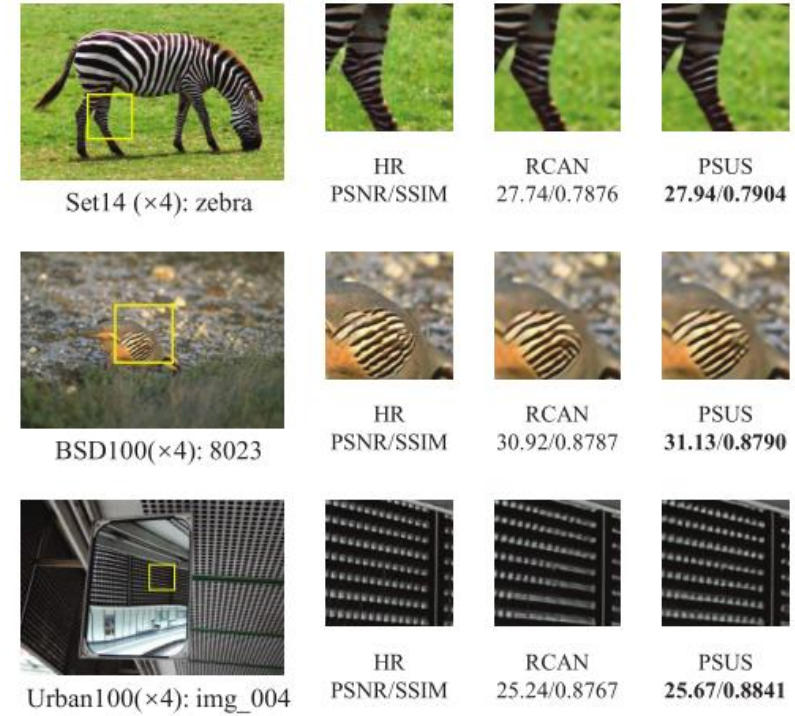 HR RCAN PSUS
Set14 (×4): zebra PSNR/SSIM 27.74/0.7876 27.94/0.7904
HR RCAN PSUS
BSD100(×4): 8023 PSNR/SSIM 30.92/0.8787 31.13/0.8790
HR RCAN PSUS
Urban100(×4): img_004 PSNR/SSIM 25.24/0.8767 25.67/0.8841